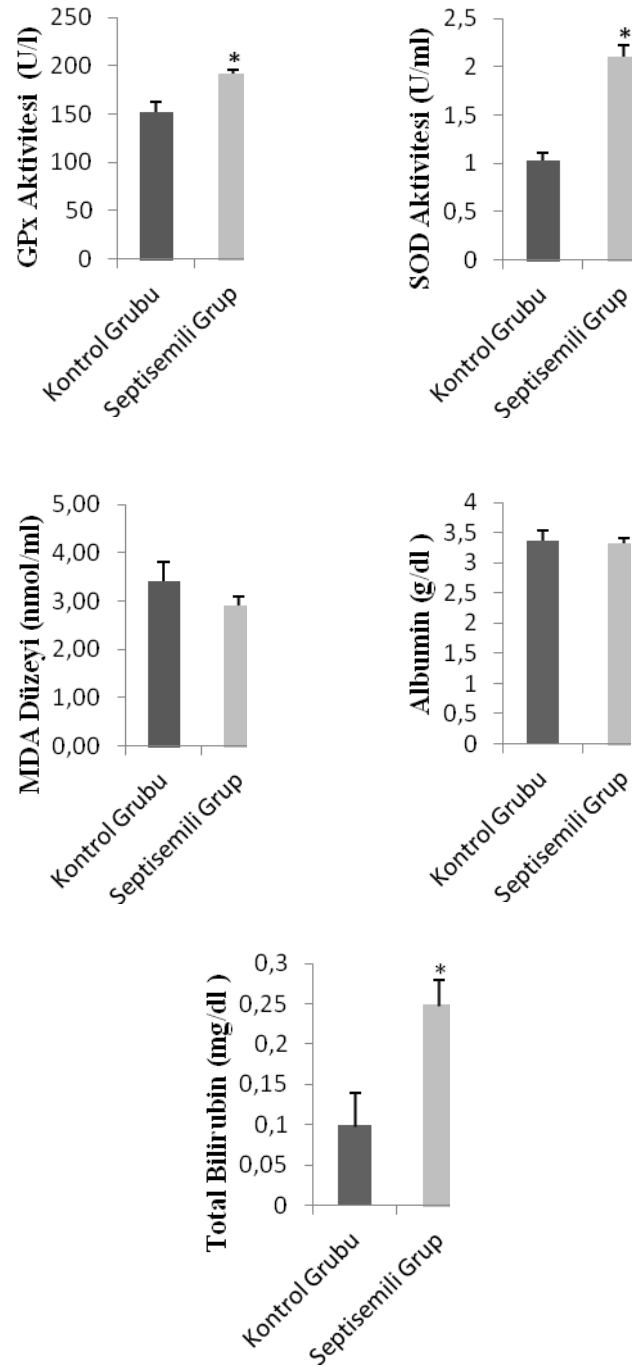 GPx Aktivitesi (U/l)
250
200
150
100
50
0
*
Kontrol Grubu
Septisemili Grup
SOD Aktivitesi (U/ml)
2,5
2
1,5
1
0,5
0
*
Kontrol Grubu
Septisemili Grup
MDA Düzeyi (nmol/ml)
5,00
4,00
3,00
2,00
1,00
0,00
Kontrol Grubu
Septisemili Grup
Albumin (g/dl )
4
3,5
3
2,5
2
1,5
1
0,5
0
Kontrol Grubu
Septisemili Grup
Total Bilirubin (mg/dl )
0,3
0,25
0,2
0,15
0,1
0,05
0
*
Kontrol Grubu
Septisemili Grup